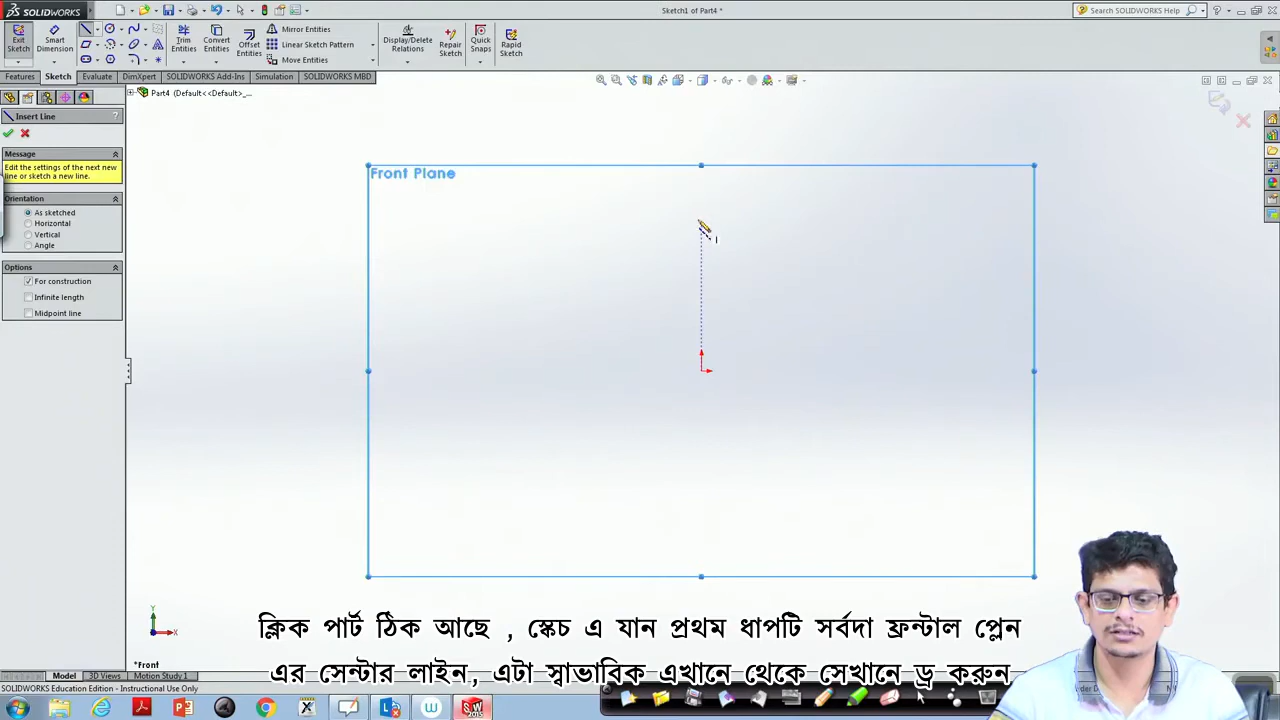 SOLIDWORKS
Sketch1 of Part4 *
Search SOLIDWORKS
Exit Sketch
Smart Dimension
Trim Entities
Convert Entities
Offset Entities
Mirror Entities
Linear Sketch Pattern
Move Entities
Display/Delete Relations
Repair Sketch
Quick Snaps
Rapid Sketch
Features Sketch Evaluate DimXpert SOLIDWORKS Add-Ins Simulation SOLIDWORKS MBD
Part4 (Default<<Default>_...
Insert Line
Message
Edit the settings of the next new
line or sketch a new line.
Orientation
As sketched
Horizontal
Vertical
Angle
Options
For construction
Infinite length
Midpoint line
Front Plane
Y
X
*Front
ক্লিক পার্ট ঠিক আছে , স্কেচ এ যান প্রথম ধাপটি সর্বদা ফ্রন্টাল প্লেন
এর সেন্টার লাইন, এটা স্বাভাবিক এখানে থেকে সেখানে ড্র করুন
Model 3D Views Motion Study 1
SOLIDWORKS Education Edition - Instructional Use Only